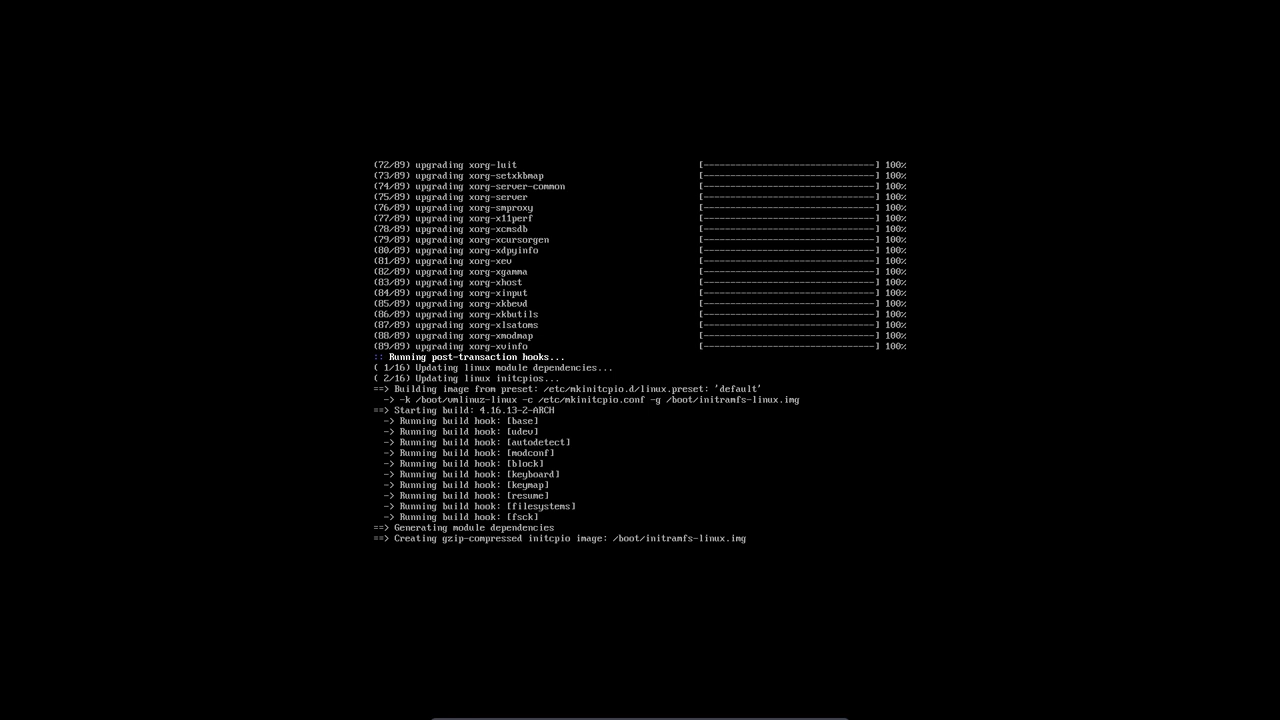 (72/89) upgrading xorg-luit [--------------------------------] 100%
(73/89) upgrading xorg-setxkbmap [--------------------------------] 100%
(74/89) upgrading xorg-server-common [--------------------------------] 100%
(75/89) upgrading xorg-server [--------------------------------] 100%
(76/89) upgrading xorg-smproxy [--------------------------------] 100%
(77/89) upgrading xorg-x11perf [--------------------------------] 100%
(78/89) upgrading xorg-xcmsdb [--------------------------------] 100%
(79/89) upgrading xorg-xcursorgen [--------------------------------] 100%
(80/89) upgrading xorg-xdpyinfo [--------------------------------] 100%
(81/89) upgrading xorg-xev [--------------------------------] 100%
(82/89) upgrading xorg-xgamma [--------------------------------] 100%
(83/89) upgrading xorg-xhost [--------------------------------] 100%
(84/89) upgrading xorg-xinput [--------------------------------] 100%
(85/89) upgrading xorg-xkbevd [--------------------------------] 100%
(86/89) upgrading xorg-xkbutils [--------------------------------] 100%
(87/89) upgrading xorg-xlsatoms [--------------------------------] 100%
(88/89) upgrading xorg-xmodmap [--------------------------------] 100%
(89/89) upgrading xorg-xvinfo [--------------------------------] 100%
:: Running post-transaction hooks...
( 1/16) Updating linux module dependencies...
( 2/16) Updating linux initcpios...
==> Building image from preset: /etc/mkinitcpio.d/linux.preset: 'default'
-> -k /boot/vmlinuz-linux -c /etc/mkinitcpio.conf -g /boot/initramfs-linux.img
==> Starting build: 4.16.13-2-ARCH
-> Running build hook: [base]
-> Running build hook: [udev]
-> Running build hook: [autodetect]
-> Running build hook: [modconf]
-> Running build hook: [block]
-> Running build hook: [keyboard]
-> Running build hook: [keymap]
-> Running build hook: [resume]
-> Running build hook: [filesystems]
-> Running build hook: [fsck]
==> Generating module dependencies
==> Creating gzip-compressed initcpio image: /boot/initramfs-linux.img